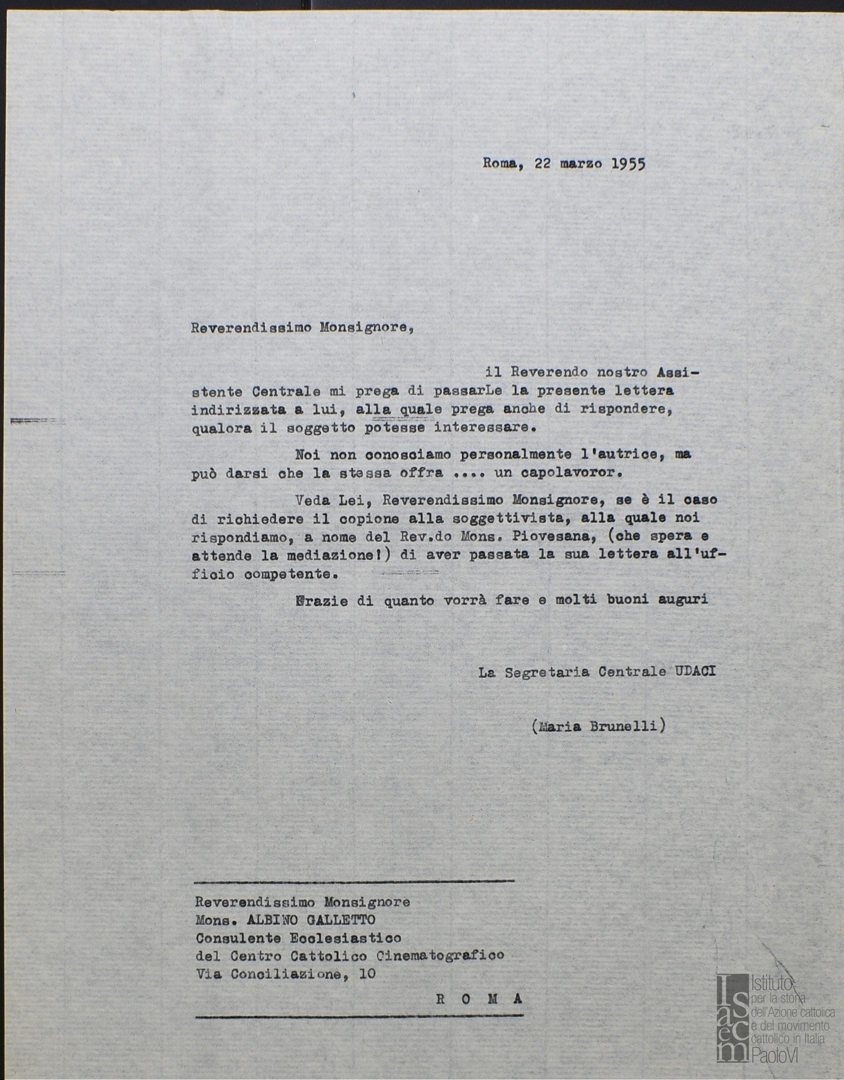 Roma, 22 marzo 1955
Reverendissimo Monsignore,
il Reverendo nostro Assi-
stente Centrale mi prega di passarLe la presente lettera
indirizzata a lui, alla quale prega anche di rispondere,
qualora il soggetto potesse interessare.
Noi non conosciamo personalmente l'autrice, ma
può darsi che la stessa offra .... un capolavoror.
Veda Lei, Reverendissimo Monsignore, se è il caso
di richiedere il copione alla soggettivista, alla quale noi
rispondiamo, a nome del Rev.do Mons. Piovesana, (che spera e
attende la mediazione!) di aver passata la sua lettera all'uf-
ficio competente.
Grazie di quanto vorrà fare e molti buoni auguri
La Segretaria Centrale UDACI
(Maria Brunelli)
Reverendissimo Monsignore
Mons. ALBINO GALLETTO
Consulente Ecclesiastico
del Centro Cattolico Cinematografico
Via Conciliazione, 10
R O M A
Isacem
Istituto
per la storia
dell'Azione cattolica
e del movimento
cattolico in Italia
PaoloVI